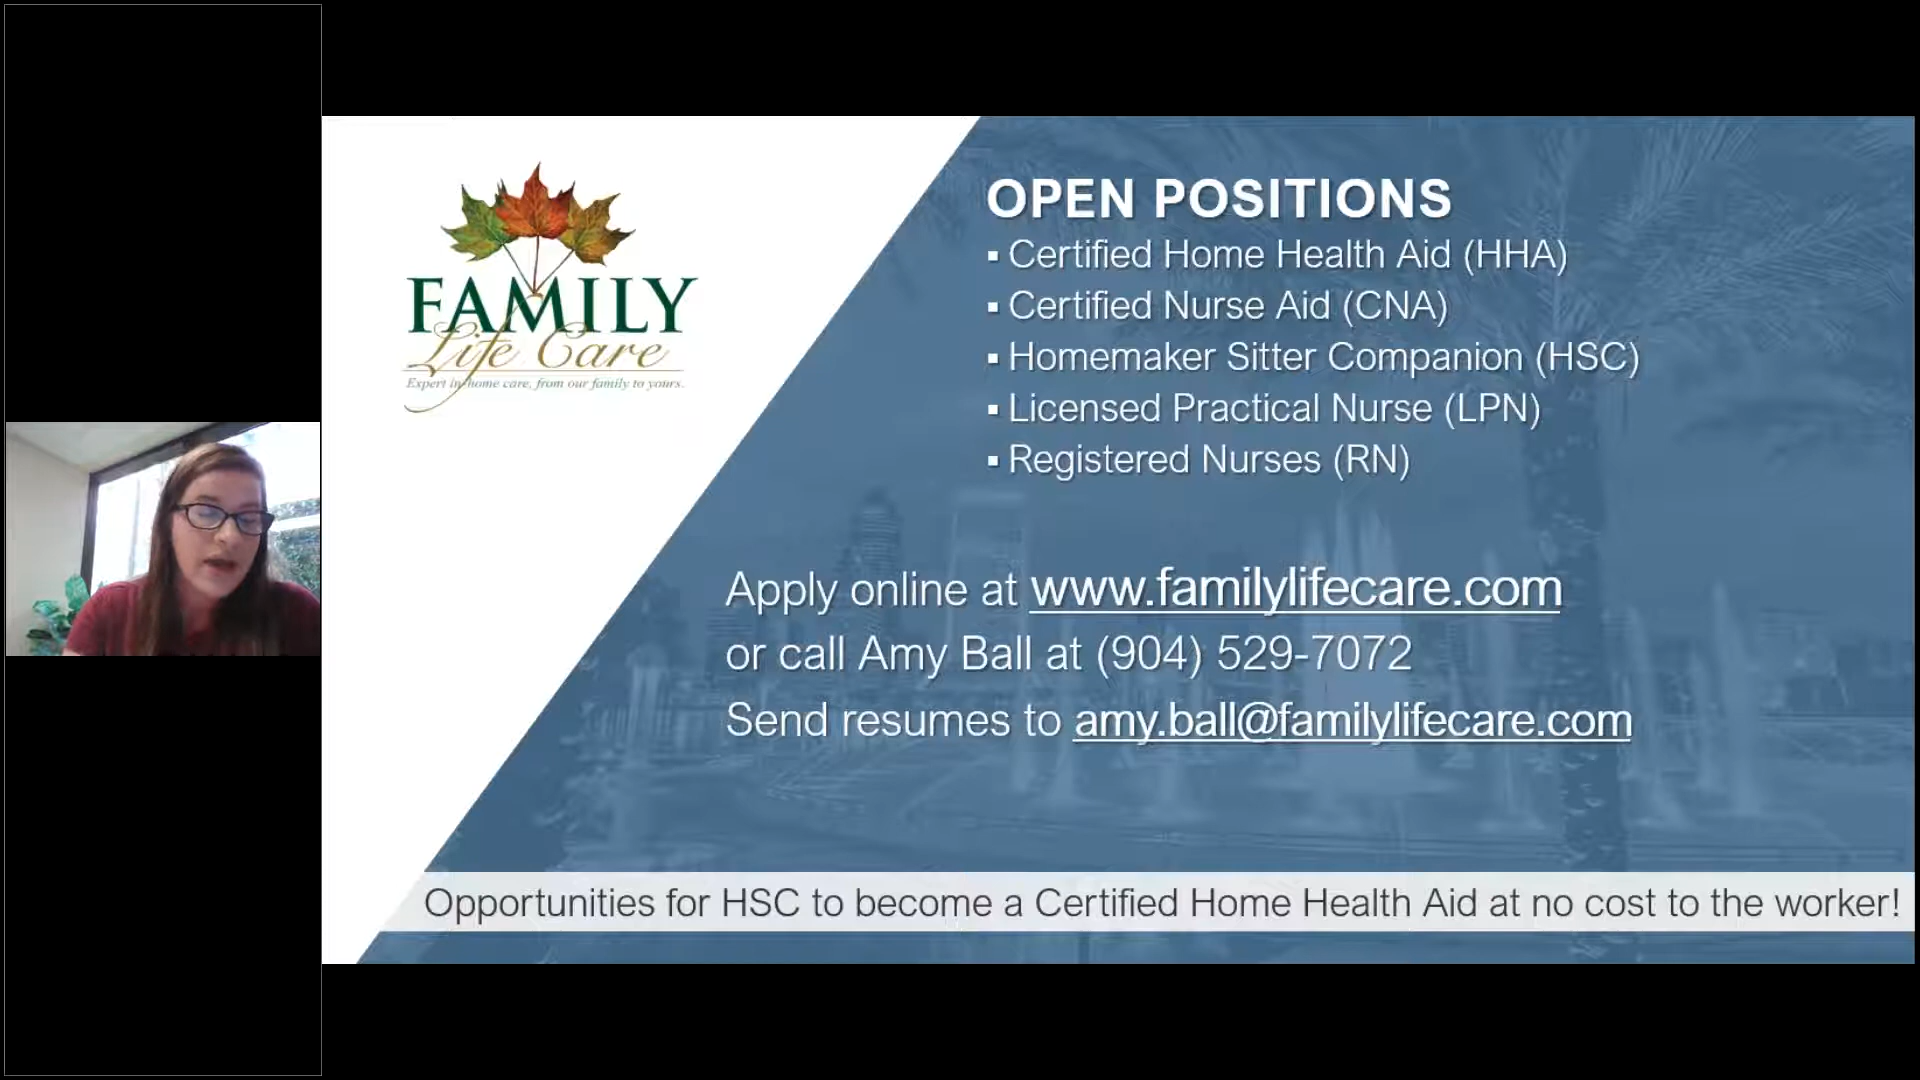 FAMILY
Life Care
Expert in-home care, from our family to yours.
OPEN POSITIONS
▪ Certified Home Health Aid (HHA)
▪ Certified Nurse Aid (CNA)
▪ Homemaker Sitter Companion (HSC)
▪ Licensed Practical Nurse (LPN)
▪ Registered Nurses (RN)
Apply online at www.familylifecare.com
or call Amy Ball at (904) 529-7072
Send resumes to amy.ball@familylifecare.com
Opportunities for HSC to become a Certified Home Health Aid at no cost to the worker!